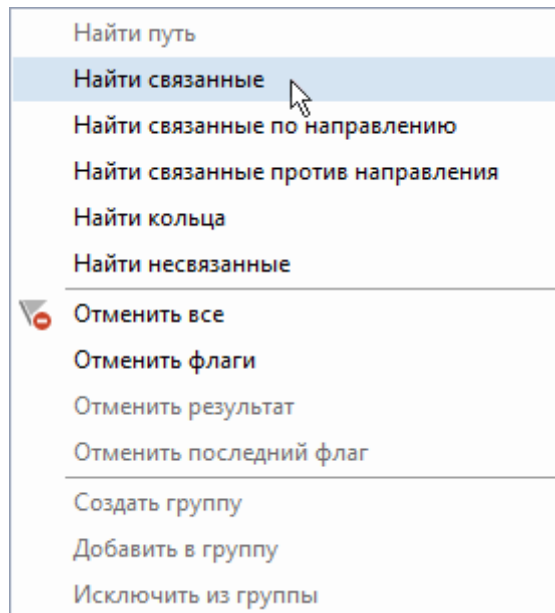 Найти путь
Найти связанные
Найти связанные по направлению
Найти связанные против направления
Найти кольца
Найти несвязанные
Отменить все
Отменить флаги
Отменить результат
Отменить последний флаг
Создать группу
Добавить в группу
Исключить из группы